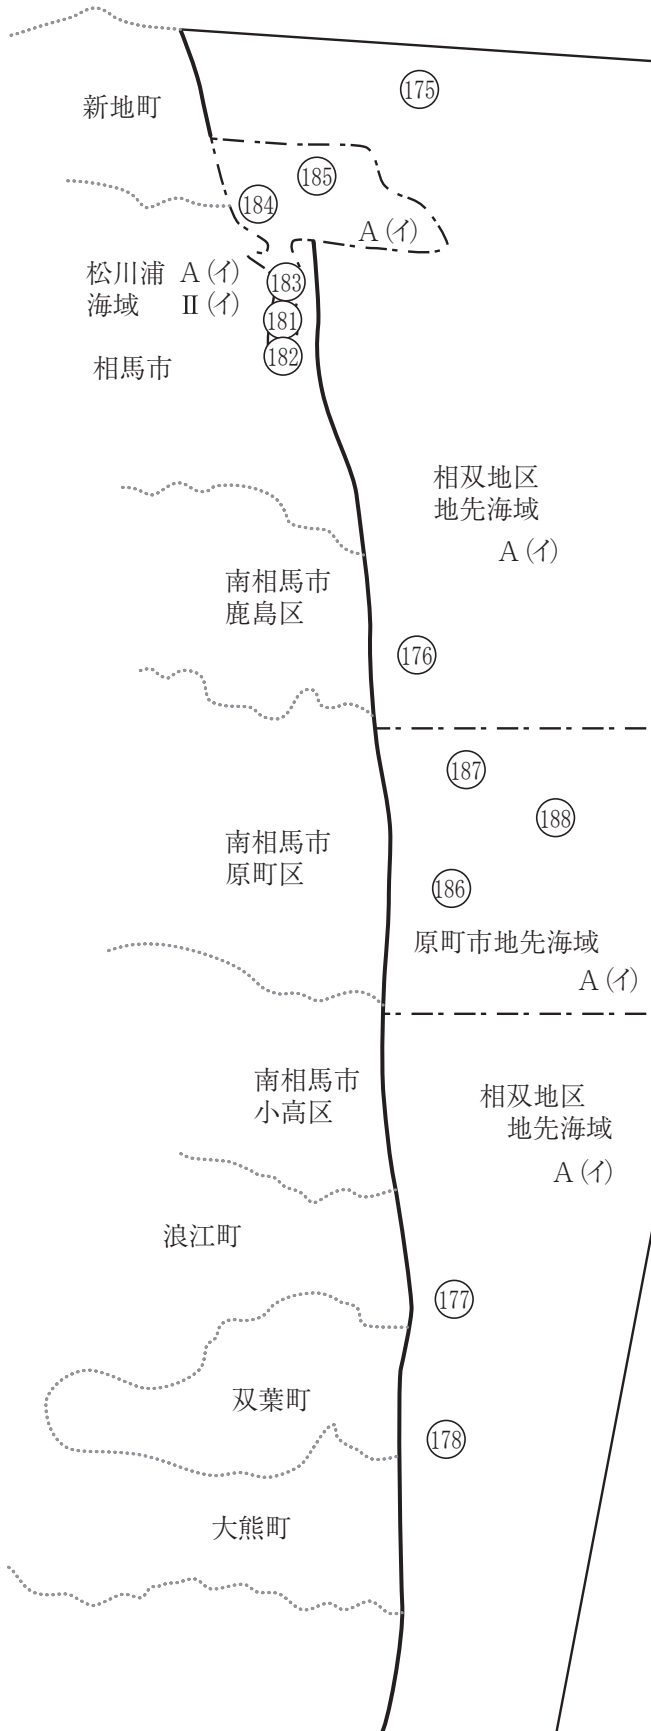 175
新地町
185
184
A(イ)
松川浦 A(イ)
海域 Ⅱ(イ)
183
181
182
相馬市
相双地区
地先海域
A(イ)
南相馬市
鹿島区
176
187
188
南相馬市
原町区
186
原町市地先海域
A(イ)
南相馬市
小高区
相双地区
地先海域
A(イ)
浪江町
177
双葉町
178
大熊町